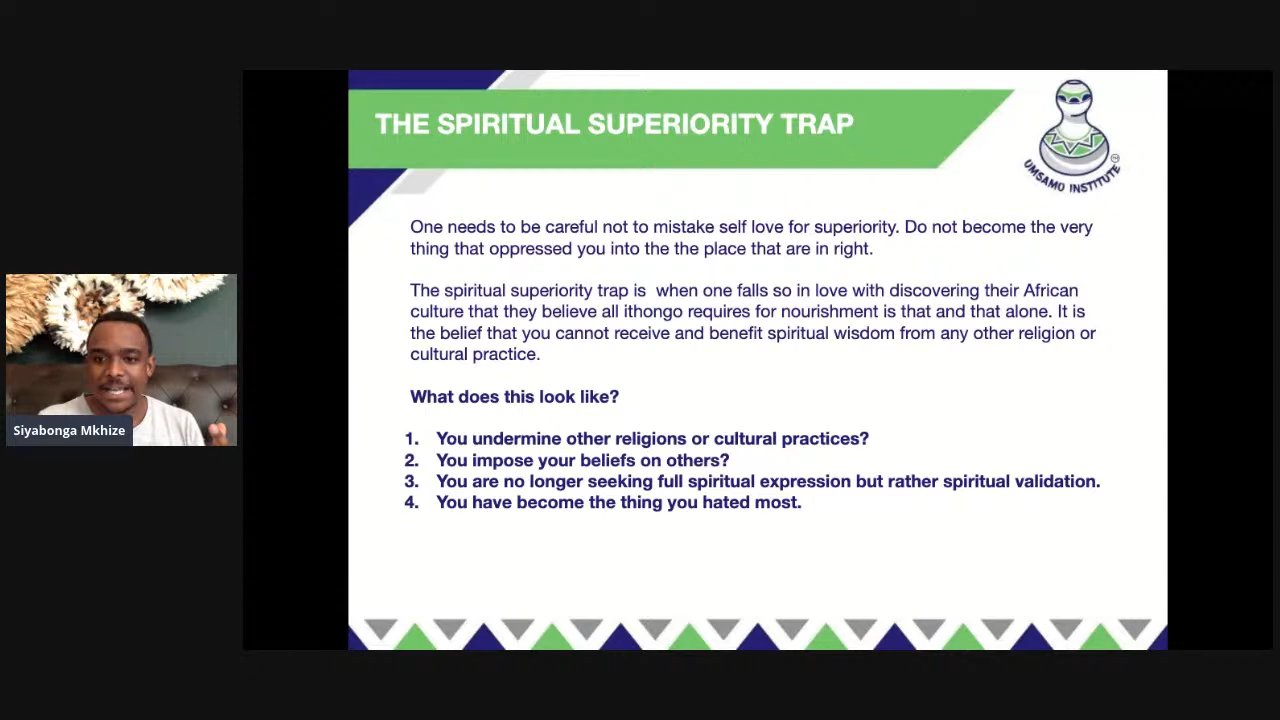 THE SPIRITUAL SUPERIORITY TRAP
UMSAMO INSTITUTE
One needs to be careful not to mistake self love for superiority. Do not become the very
thing that oppressed you into the the place that are in right.
The spiritual superiority trap is  when one falls so in love with discovering their African
culture that they believe all ithongo requires for nourishment is that and that alone. It is
the belief that you cannot receive and benefit spiritual wisdom from any other religion or
cultural practice.
What does this look like?
1. You undermine other religions or cultural practices?
2. You impose your beliefs on others?
3. You are no longer seeking full spiritual expression but rather spiritual validation.
4. You have become the thing you hated most.
Siyabonga Mkhize